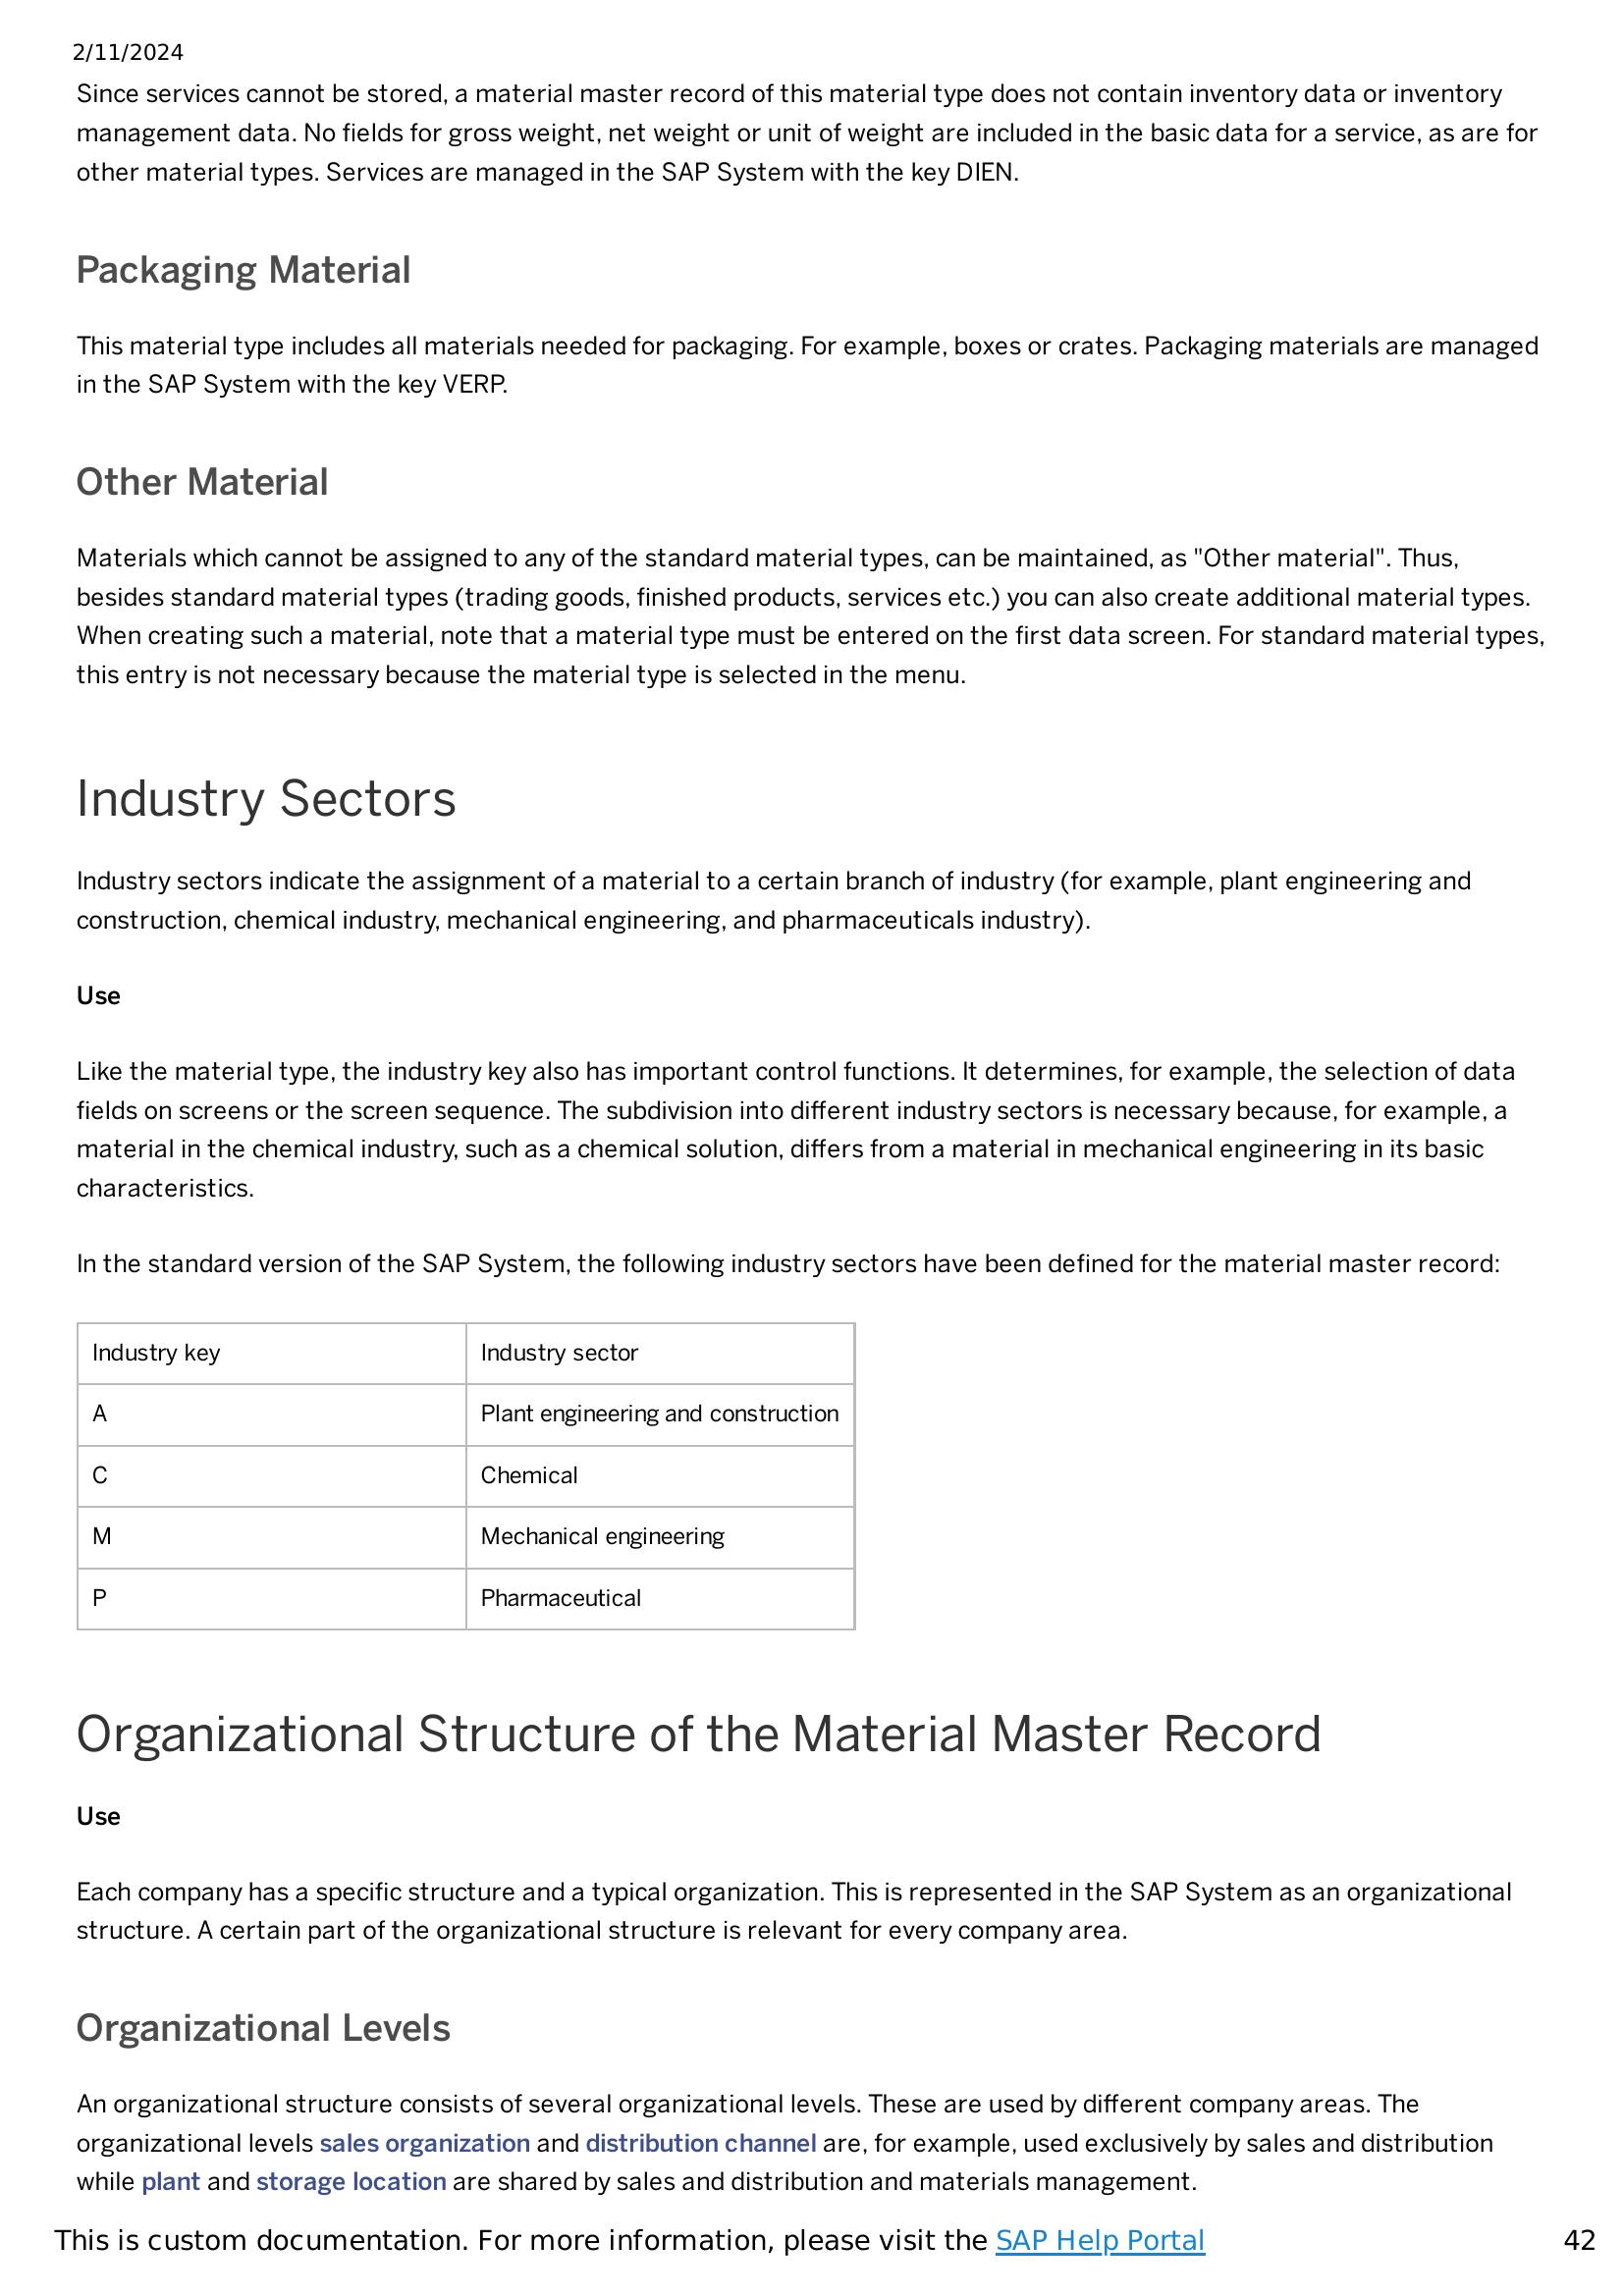 2/11/2024
Since services cannot be stored, a material master record of this material type does not contain inventory data or inventory
management data. No fields for gross weight, net weight or unit of weight are included in the basic data for a service, as are for
other material types. Services are managed in the SAP System with the key DIEN.
Packaging Material
This material type includes all materials needed for packaging. For example, boxes or crates. Packaging materials are managed
in the SAP System with the key VERP.
Other Material
Materials which cannot be assigned to any of the standard material types, can be maintained, as "Other material". Thus,
besides standard material types (trading goods, finished products, services etc.) you can also create additional material types.
When creating such a material, note that a material type must be entered on the first data screen. For standard material types,
this entry is not necessary because the material type is selected in the menu.
Industry Sectors
Industry sectors indicate the assignment of a material to a certain branch of industry (for example, plant engineering and
construction, chemical industry, mechanical engineering, and pharmaceuticals industry).
Use
Like the material type, the industry key also has important control functions. It determines, for example, the selection of data
fields on screens or the screen sequence. The subdivision into different industry sectors is necessary because, for example, a
material in the chemical industry, such as a chemical solution, differs from a material in mechanical engineering in its basic
characteristics.
In the standard version of the SAP System, the following industry sectors have been defined for the material master record:
Industry key Industry sector
A Plant engineering and construction
C Chemical
M Mechanical engineering
P Pharmaceutical
Organizational Structure of the Material Master Record
Use
Each company has a specific structure and a typical organization. This is represented in the SAP System as an organizational
structure. A certain part of the organizational structure is relevant for every company area.
Organizational Levels
An organizational structure consists of several organizational levels. These are used by different company areas. The
organizational levels sales organization and distribution channel are, for example, used exclusively by sales and distribution
while plant and storage location are shared by sales and distribution and materials management.
This is custom documentation. For more information, please visit the SAP Help Portal 42